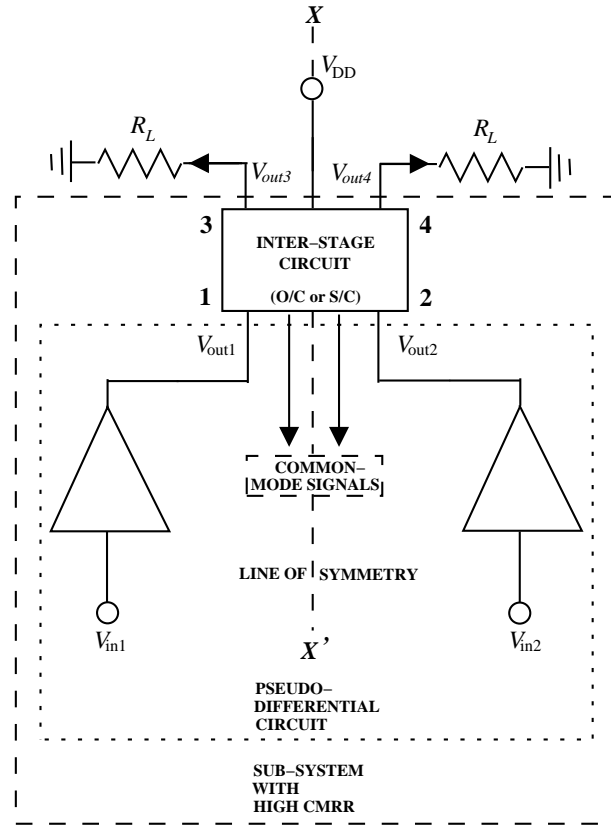 X
V_DD
R_L
R_L
V_out3
V_out4
3
4
INTER–STAGE
CIRCUIT
1
(O/C or S/C)
2
V_out1
V_out2
COMMON–
MODE SIGNALS
LINE OF SYMMETRY
V_in1
X'
V_in2
PSEUDO–
DIFFERENTIAL
CIRCUIT
SUB–SYSTEM
WITH
HIGH CMRR